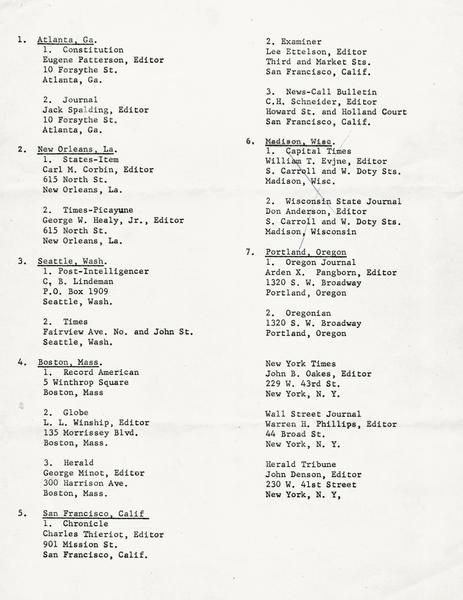 1. Atlanta, Ga.
1. Constitution
Eugene Patterson, Editor
10 Forsythe St.
Atlanta, Ga.
2. Journal
Jack Spalding, Editor
10 Forsythe St.
Atlanta, Ga.
2. New Orleans, La.
1. States-Item
Carl M. Corbin, Editor
615 North St.
New Orleans, La.
2. Times-Picayune
George W. Healy, Jr., Editor
615 North St.
New Orleans, La.
3. Seattle, Wash.
1. Post-Intelligencer
C, B. Lindeman
P.O. Box 1909
Seattle, Wash.
2. Times
Fairview Ave. No. and John St.
Seattle, Wash.
4. Boston, Mass.
1. Record American
5 Winthrop Square
Boston, Mass
2. Globe
L. L. Winship, Editor
135 Morrissey Blvd.
Boston, Mass.
3. Herald
George Minot, Editor
300 Harrison Ave.
Boston, Mass.
5. San Francisco, Calif
1. Chronicle
Charles Thieriot, Editor
901 Mission St.
San Francisco, Calif.
2. Examiner
Lee Ettelson, Editor
Third and Market Sts.
San Francisco, Calif.
3. News-Call Bulletin
C.H. Schneider, Editor
Howard St. and Holland Court
San Francisco, Calif.
6. Madison, Wisc.
1. Capital Times
William T. Evjne, Editor
S. Carroll and W. Doty Sts.
Madison, Wisc.
2. Wisconsin State Journal
Don Anderson, Editor
S. Carroll and W. Doty Sts.
Madison, Wisconsin
7. Portland, Oregon
1. Oregon Journal
Arden X. Pangborn, Editor
1320 S. W. Broadway
Portland, Oregon
2. Oregonian
1320 S. W. Broadway
Portland, Oregon
New York Times
John B. Oakes, Editor
229 W. 43rd St.
New York, N. Y.
Wall Street Journal
Warren H. Phillips, Editor
44 Broad St.
New York, N. Y.
Herald Tribune
John Denson, Editor
230 W. 41st Street
New York, N. Y,